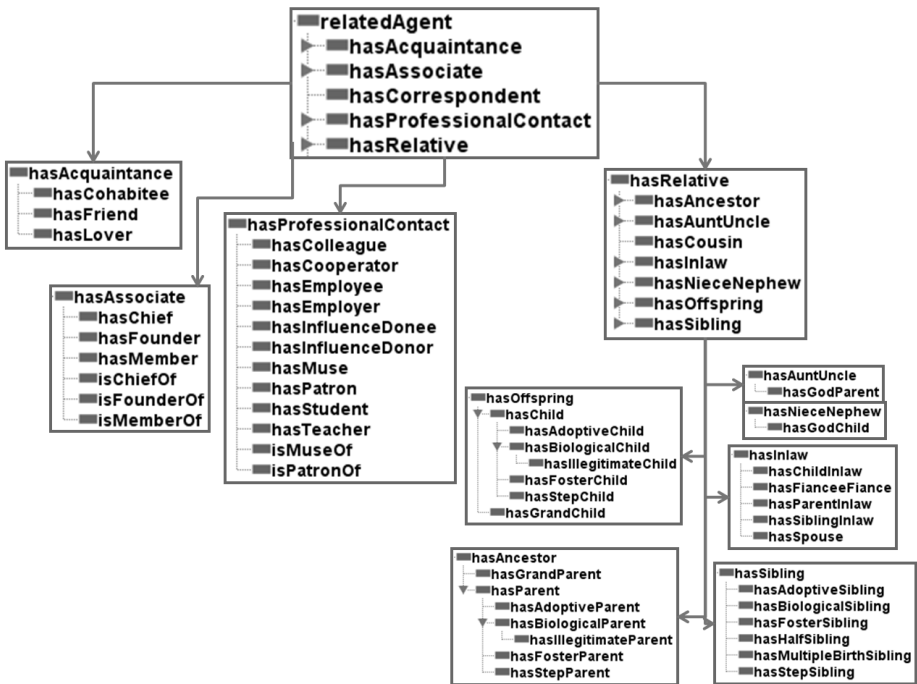 relatedAgent
hasAcquaintance
hasAssociate
hasCorrespondent
hasProfessionalContact
hasRelative
hasAcquaintance
hasCohabitee
hasFriend
hasLover
hasAssociate
hasChief
hasFounder
hasMember
isChiefOf
isFounderOf
isMemberOf
hasProfessionalContact
hasColleague
hasCooperator
hasEmployee
hasEmployer
hasInfluenceDonee
hasInfluenceDonor
hasMuse
hasPatron
hasStudent
hasTeacher
isMuseOf
isPatronOf
hasRelative
hasAncestor
hasAuntUncle
hasCousin
hasInlaw
hasNieceNephew
hasOffspring
hasSibling
hasAuntUncle
hasGodParent
hasNieceNephew
hasGodChild
hasOffspring
hasChild
hasAdoptiveChild
hasBiologicalChild
hasIllegitimateChild
hasFosterChild
hasStepChild
hasGrandChild
hasInlaw
hasChildInlaw
hasFianceeFiance
hasParentInlaw
hasSiblingInlaw
hasSpouse
hasAncestor
hasGrandParent
hasParent
hasAdoptiveParent
hasBiologicalParent
hasIllegitimateParent
hasFosterParent
hasStepParent
hasSibling
hasAdoptiveSibling
hasBiologicalSibling
hasFosterSibling
hasHalfSibling
hasMultipleBirthSibling
hasStepSibling